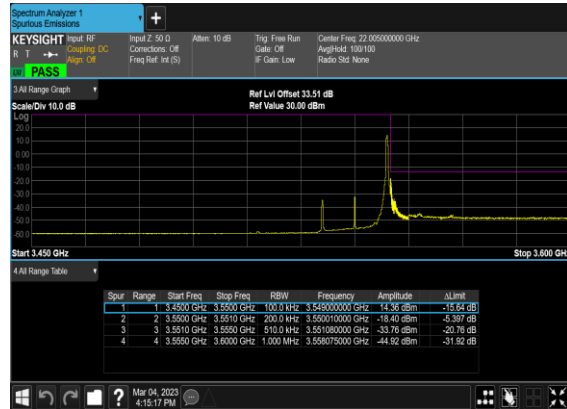 Spectrum Analyzer 1
Spurious Emissions
KEYSIGHT Input: RF Input Z: 50 Ω Atten: 10 dB Trig: Free Run Center Freq: 22.005000000 GHz
R T Coupling: DC Corrections: Off Gate: Off Avg|Hold: 100/100
Align: Off Freq Ref: Int (S) IF Gain: Low Radio Std: None
PASS
3 All Range Graph
Ref Lvl Offset 33.51 dB
Scale/Div 10.0 dB Ref Value 30.00 dBm
Log
20.0
10.0
0.00
-10.0
-20.0
-30.0
-40.0
-50.0
-60.0
Start 3.450 GHz Stop 3.600 GHz
4 All Range Table
Spur Range Start Freq Stop Freq RBW Frequency Amplitude ΔLimit
1 1 3.4500 GHz 3.5500 GHz 100.0 kHz 3.549000000 GHz 14.36 dBm -15.64 dB
2 2 3.5500 GHz 3.5510 GHz 200.0 kHz 3.550010000 GHz -18.40 dBm -5.397 dB
3 3 3.5510 GHz 3.5550 GHz 510.0 kHz 3.551080000 GHz -33.76 dBm -20.76 dB
4 4 3.5550 GHz 3.6000 GHz 1.000 MHz 3.558075000 GHz -44.92 dBm -31.92 dB
Mar 04, 2023
4:15:17 PM